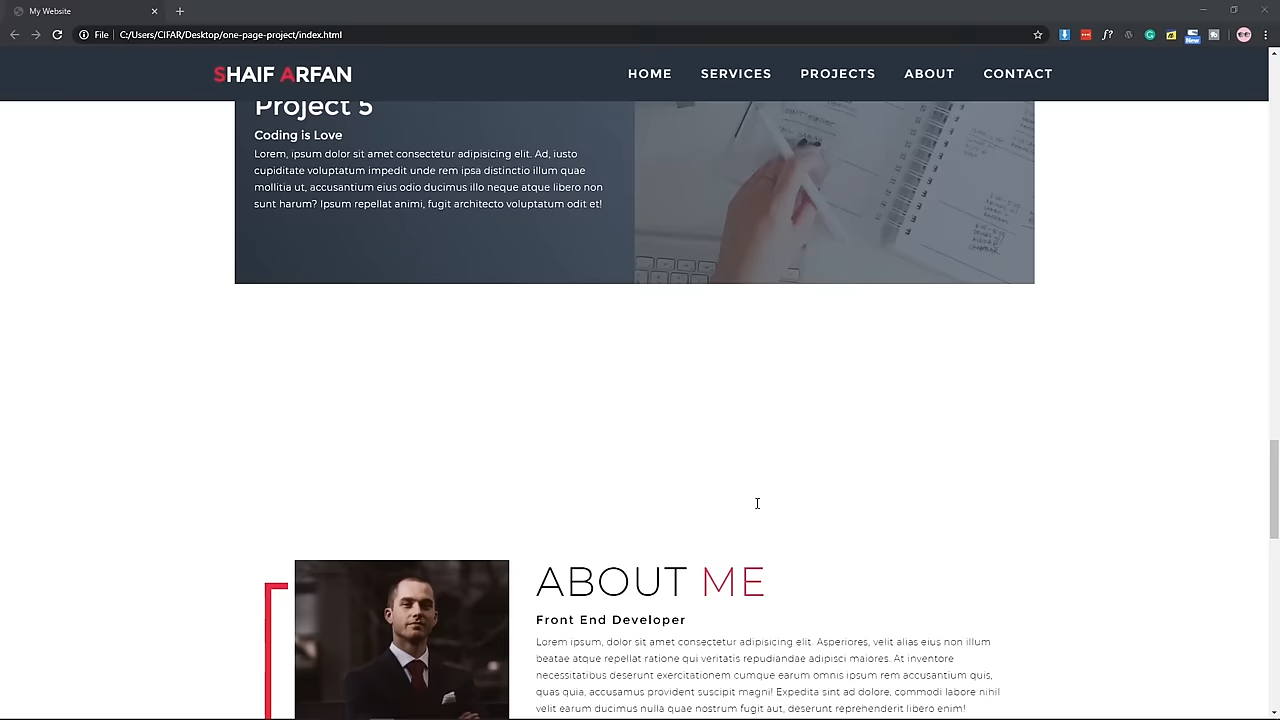 My Website
File
C:/Users/CIFAR/Desktop/one-page-project/index.html
New
SHAIF ARFAN
HOME SERVICES PROJECTS ABOUT CONTACT
Project 5
Coding is Love
Lorem, ipsum dolor sit amet consectetur adipisicing elit. Ad, iusto
cupiditate voluptatum impedit unde rem ipsa distinctio illum quae
mollitia ut, accusantium eius odio ducimus illo neque atque libero non
sunt harum? Ipsum repellat animi, fugit architecto voluptatum odit et!
ABOUT ME
Front End Developer
Lorem ipsum, dolor sit amet consectetur adipisicing elit. Asperiores, velit alias eius non illum
beatae atque repellat ratione qui veritatis repudiandae adipisci maiores. At inventore
necessitatibus deserunt exercitationem cumque earum omnis ipsum rem accusantium quis,
quas quia, accusamus provident suscipit magni! Expedita sint ad dolore, commodi labore nihil
velit earum ducimus nulla quae nostrum fugit aut, deserunt reprehenderit libero enim!